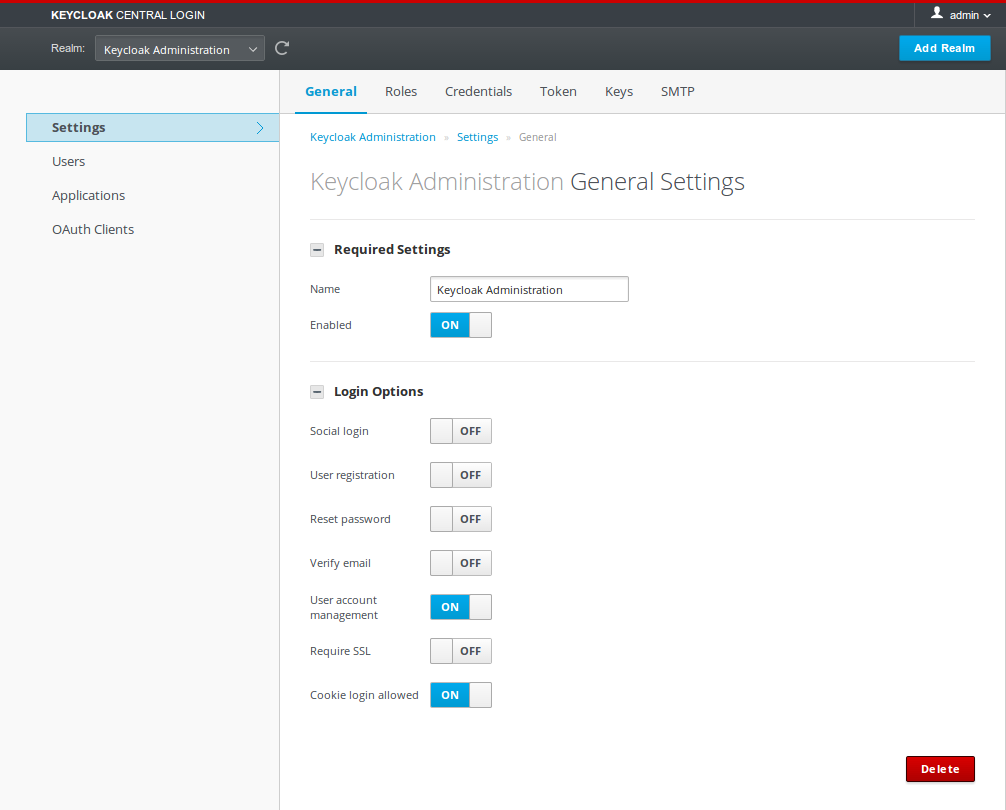 KEYCLOAK CENTRAL LOGIN
admin
Realm: Keycloak Administration
Add Realm
General Roles Credentials Token Keys SMTP
Settings
Users
Applications
OAuth Clients
Keycloak Administration » Settings » General
Keycloak Administration General Settings
Required Settings
Name Keycloak Administration
Enabled ON
Login Options
Social login OFF
User registration OFF
Reset password OFF
Verify email OFF
User account
management ON
Require SSL OFF
Cookie login allowed ON
Delete